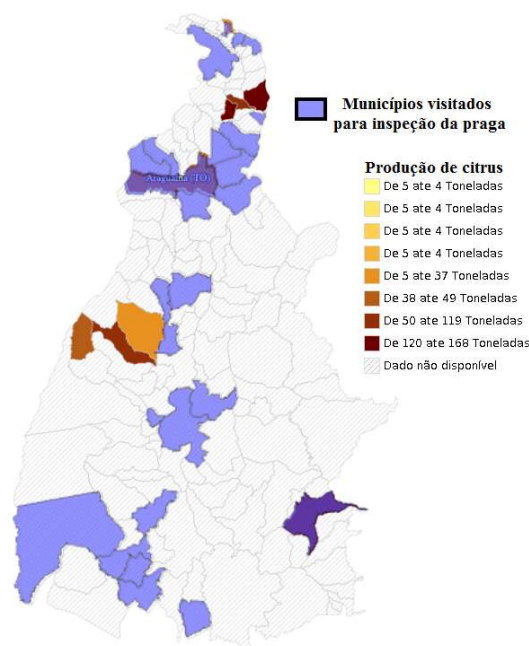 Municípios visitados
para inspeção da praga
Produção de citrus
De 5 ate 4 Toneladas
De 5 ate 4 Toneladas
De 5 ate 4 Toneladas
De 5 ate 4 Toneladas
De 5 ate 37 Toneladas
De 38 ate 49 Toneladas
De 50 ate 119 Toneladas
De 120 ate 168 Toneladas
Dado não disponível
Araguaína (TO)